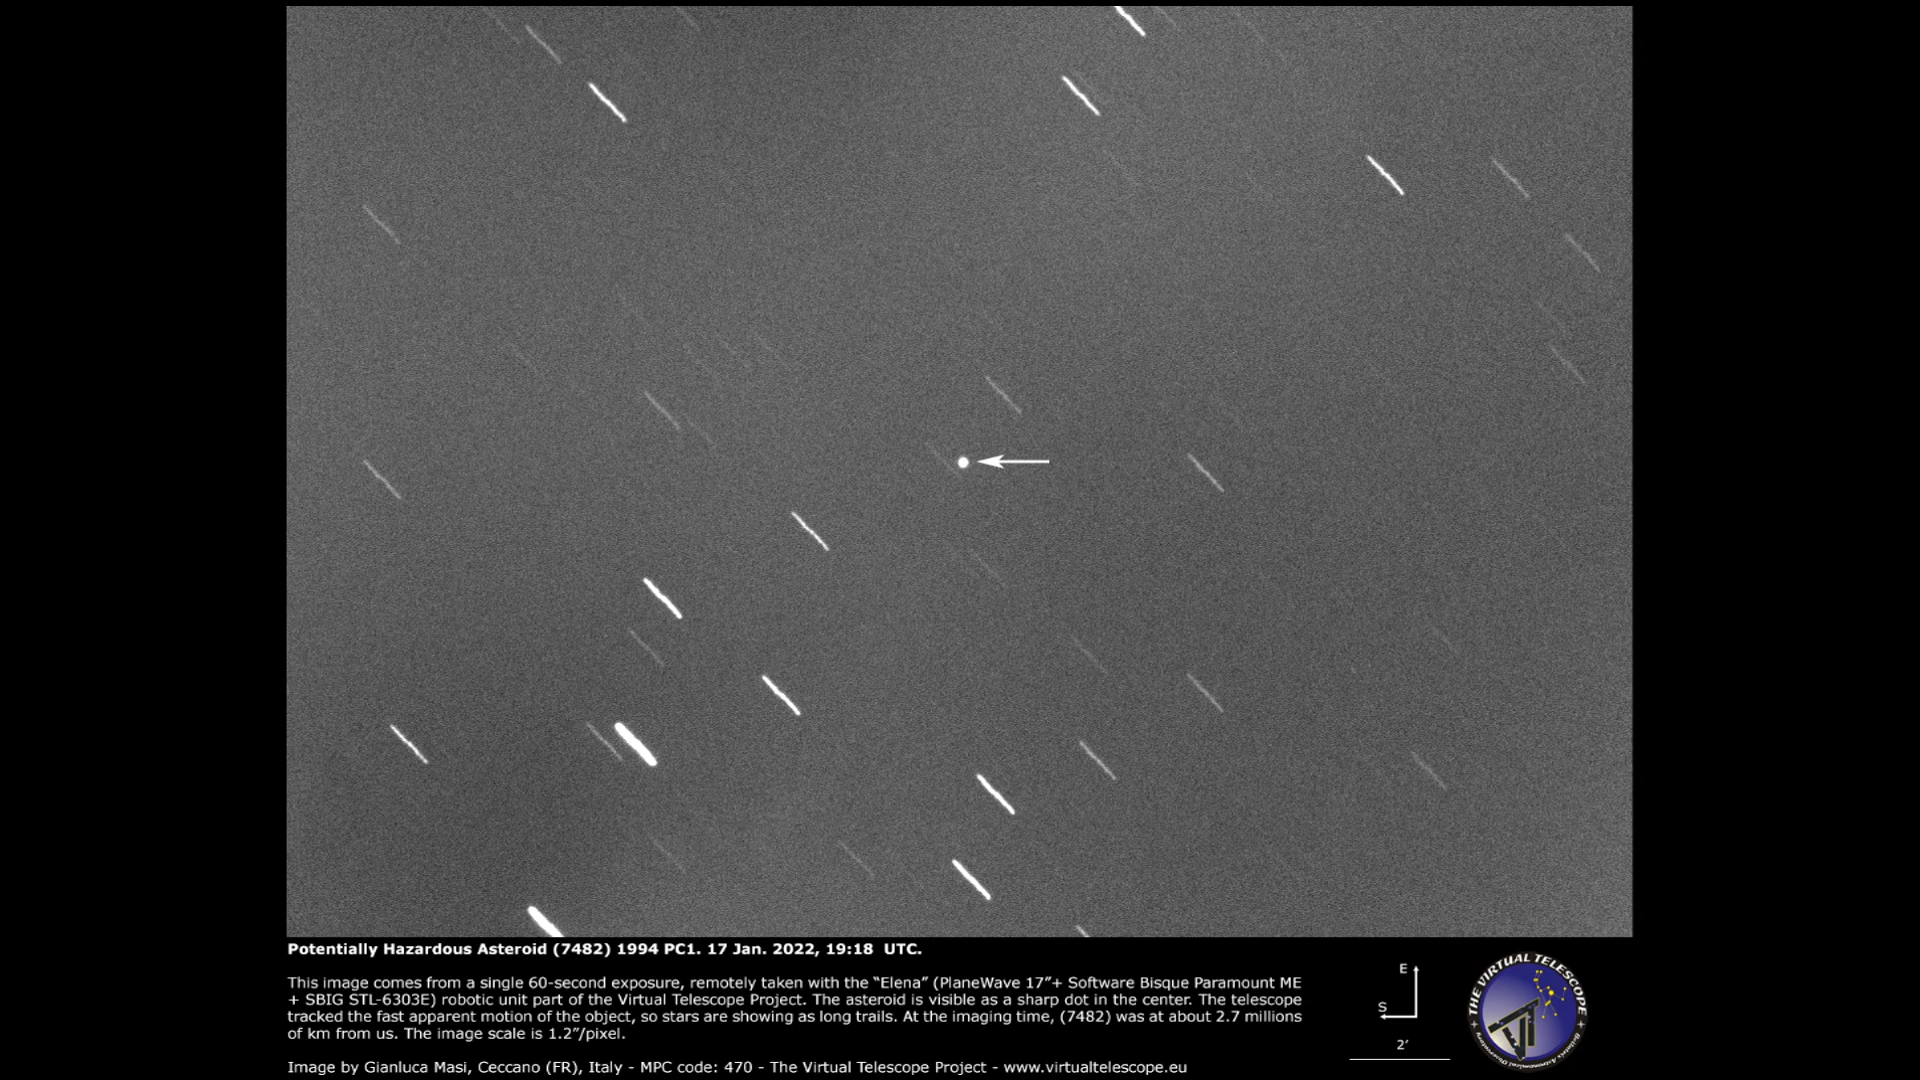 Potentially Hazardous Asteroid (7482) 1994 PC1. 17 Jan. 2022, 19:18 UTC.
This image comes from a single 60-second exposure, remotely taken with the “Elena” (PlaneWave 17″+ Software Bisque Paramount ME
+ SBIG STL-6303E) robotic unit part of the Virtual Telescope Project. The asteroid is visible as a sharp dot in the center. The telescope
tracked the fast apparent motion of the object, so stars are showing as long trails. At the imaging time, (7482) was at about 2.7 millions
of km from us. The image scale is 1.2″/pixel.
Image by Gianluca Masi, Ceccano (FR), Italy - MPC code: 470 - The Virtual Telescope Project - www.virtualtelescope.eu
E
S
2′
THE VIRTUAL TELESCOPE